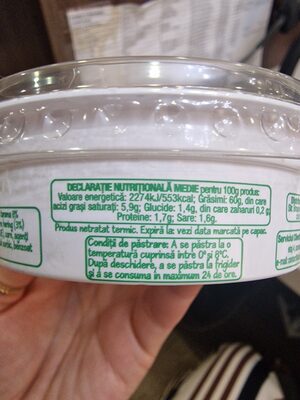 DECLARAȚIE NUTRIȚIONALĂ MEDIE pentru 100g produs:
Valoare energetică: 2274kJ/553kcal; Grăsimi: 60g, din care
acizi grași saturați: 5,9g; Glucide: 1,4g, din care zaharuri 0,2 g
Proteine: 1,7g; Sare: 1,6g.
Produs netratat termic. Expiră la: vezi data marcată pe capac.
Condiții de păstrare: A se păstra la o
temperatură cuprinsă între 0° și 6°C.
După deschidere, a se păstra la frigider
și a se consuma în maximum 24 de ore.